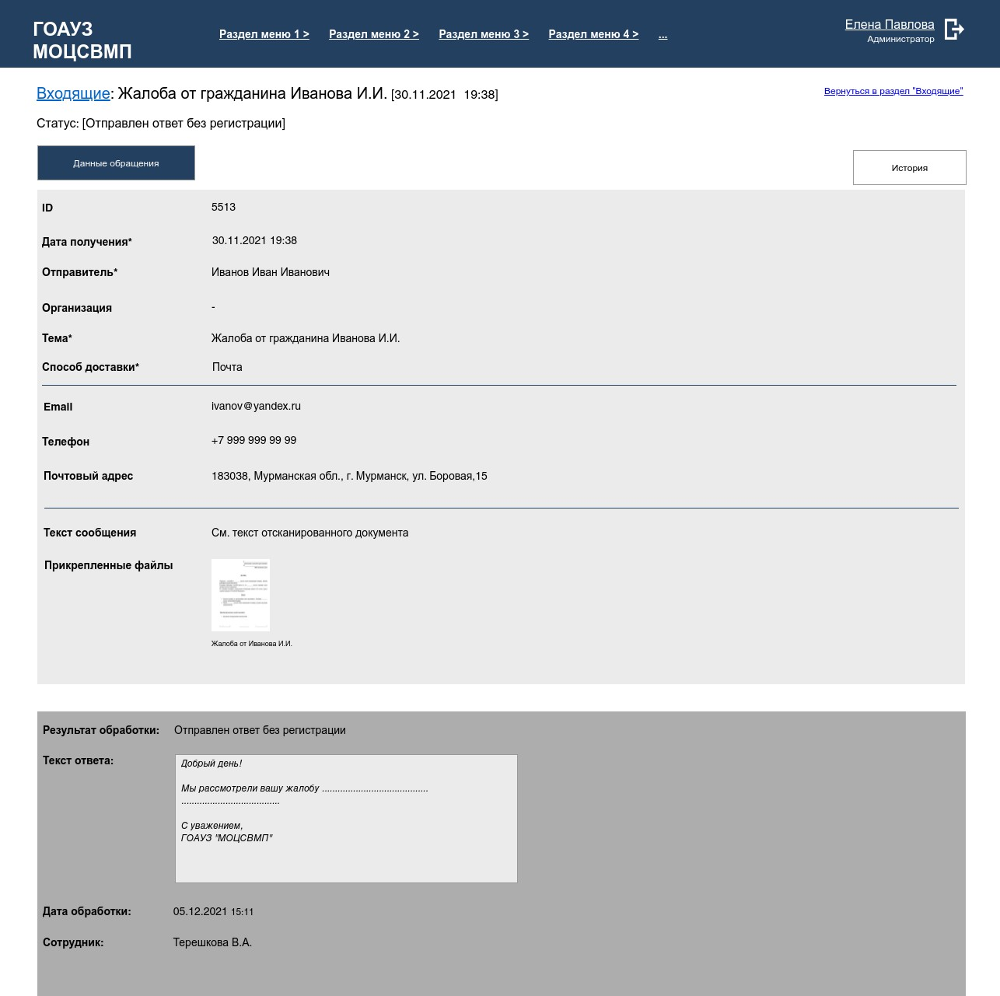 ГОАУЗ
МОЦСВМП
Раздел меню 1 > Раздел меню 2 > Раздел меню 3 > Раздел меню 4 > ...
Елена Павлова
Администратор
Входящие: Жалоба от гражданина Иванова И.И. [30.11.2021 19:38]
Вернуться в раздел "Входящие"
Статус: [Отправлен ответ без регистрации]
Данные обращения
История
ID 5513
Дата получения* 30.11.2021 19:38
Отправитель* Иванов Иван Иванович
Организация -
Тема* Жалоба от гражданина Иванова И.И.
Способ доставки* Почта
Email ivanov@yandex.ru
Телефон +7 999 999 99 99
Почтовый адрес 183038, Мурманская обл., г. Мурманск, ул. Боровая,15
Текст сообщения См. текст отсканированного документа
Прикрепленные файлы
Жалоба от Иванова И.И.
Результат обработки: Отправлен ответ без регистрации
Текст ответа:
Добрый день!
Мы рассмотрели вашу жалобу .........................................
......................................
С уважением,
ГОАУЗ "МОЦСВМП"
Дата обработки: 05.12.2021 15:11
Сотрудник: Терешкова В.А.